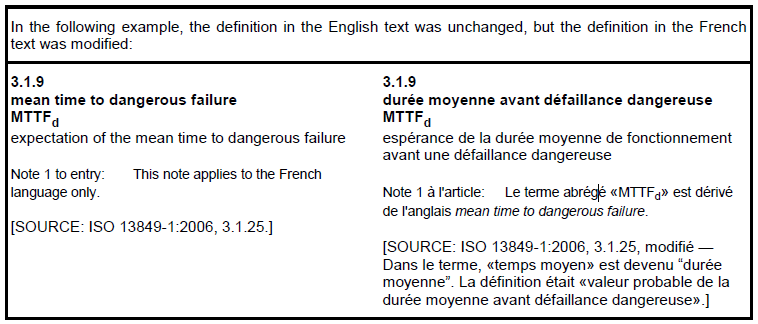 In the following example, the definition in the English text was unchanged, but the definition in the French
text was modified:
3.1.9
mean time to dangerous failure
MTTFd
expectation of the mean time to dangerous failure
Note 1 to entry: This note applies to the French
language only.
[SOURCE: ISO 13849-1:2006, 3.1.25.]
3.1.9
durée moyenne avant défaillance dangereuse
MTTFd
espérance de la durée moyenne de fonctionnement
avant une défaillance dangereuse
Note 1 à l'article: Le terme abrégé «MTTFd» est dérivé
de l'anglais mean time to dangerous failure.
[SOURCE: ISO 13849-1:2006, 3.1.25, modifié —
Dans le terme, «temps moyen» est devenu “durée
moyenne”. La définition était «valeur probable de la
durée moyenne avant défaillance dangereuse».]